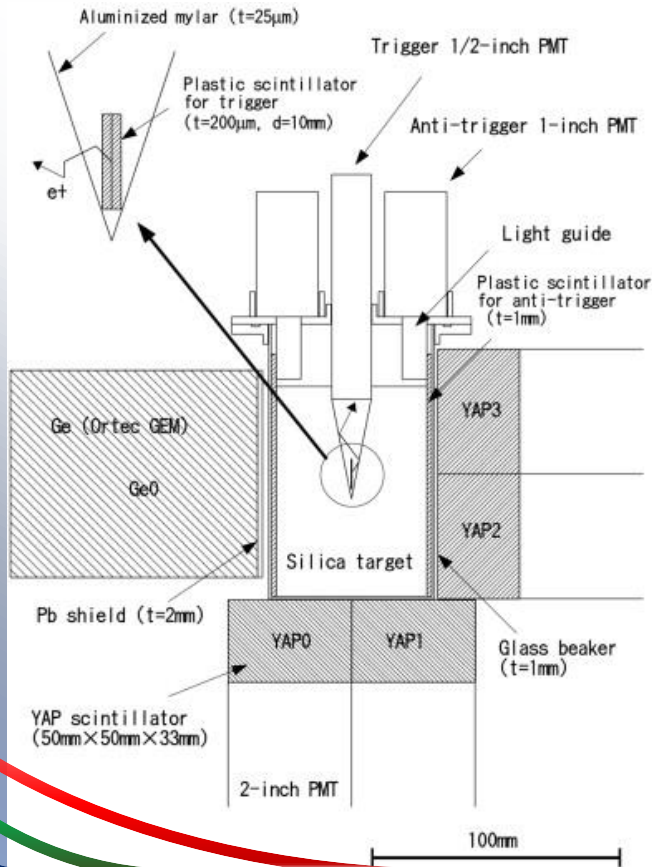 Aluminized mylar (t=25μm)
Trigger 1/2-inch PMT
Plastic scintillator
for trigger
(t=200μm, d=10mm)
Anti-trigger 1-inch PMT
e+
Light guide
Plastic scintillator
for anti-trigger
(t=1mm)
Ge (Ortec GEM)
Ge0
YAP3
YAP2
Silica target
Pb shield (t=2mm)
YAP0
YAP1
Glass beaker
(t=1mm)
YAP scintillator
(50mm×50mm×33mm)
2-inch PMT
100mm